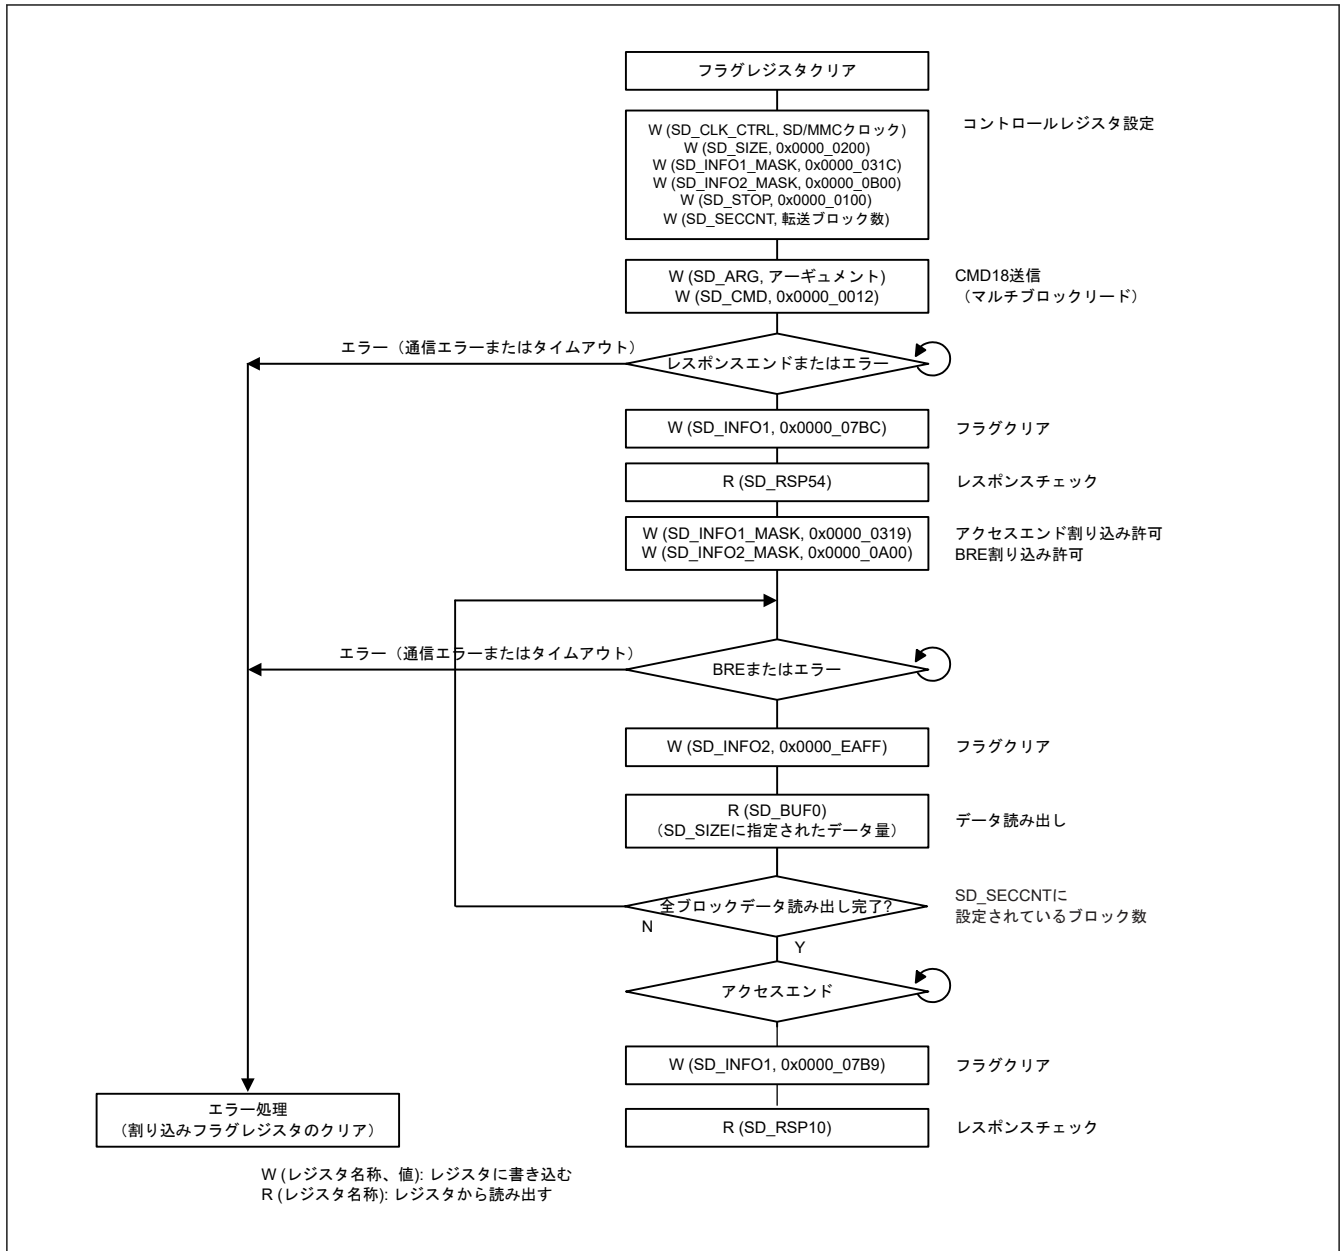 フラグレジスタクリア
W (SD_CLK_CTRL, SD/MMCクロック)
W (SD_SIZE, 0x0000_0200)
W (SD_INFO1_MASK, 0x0000_031C)
W (SD_INFO2_MASK, 0x0000_0B00)
W (SD_STOP, 0x0000_0100)
W (SD_SECCNT, 転送ブロック数)
コントロールレジスタ設定
W (SD_ARG, アーギュメント)
W (SD_CMD, 0x0000_0012)
CMD18送信
（マルチブロックリード）
エラー（通信エラーまたはタイムアウト）
レスポンスエンドまたはエラー
W (SD_INFO1, 0x0000_07BC)
フラグクリア
R (SD_RSP54)
レスポンスチェック
W (SD_INFO1_MASK, 0x0000_0319)
W (SD_INFO2_MASK, 0x0000_0A00)
アクセスエンド割り込み許可
BRE割り込み許可
エラー（通信エラーまたはタイムアウト）
BREまたはエラー
W (SD_INFO2, 0x0000_EAFF)
フラグクリア
R (SD_BUF0)
（SD_SIZEに指定されたデータ量）
データ読み出し
全ブロックデータ読み出し完了?
SD_SECCNTに
設定されているブロック数
N
Y
アクセスエンド
W (SD_INFO1, 0x0000_07B9)
フラグクリア
R (SD_RSP10)
レスポンスチェック
エラー処理
（割り込みフラグレジスタのクリア）
W (レジスタ名称、値): レジスタに書き込む
R (レジスタ名称): レジスタから読み出す